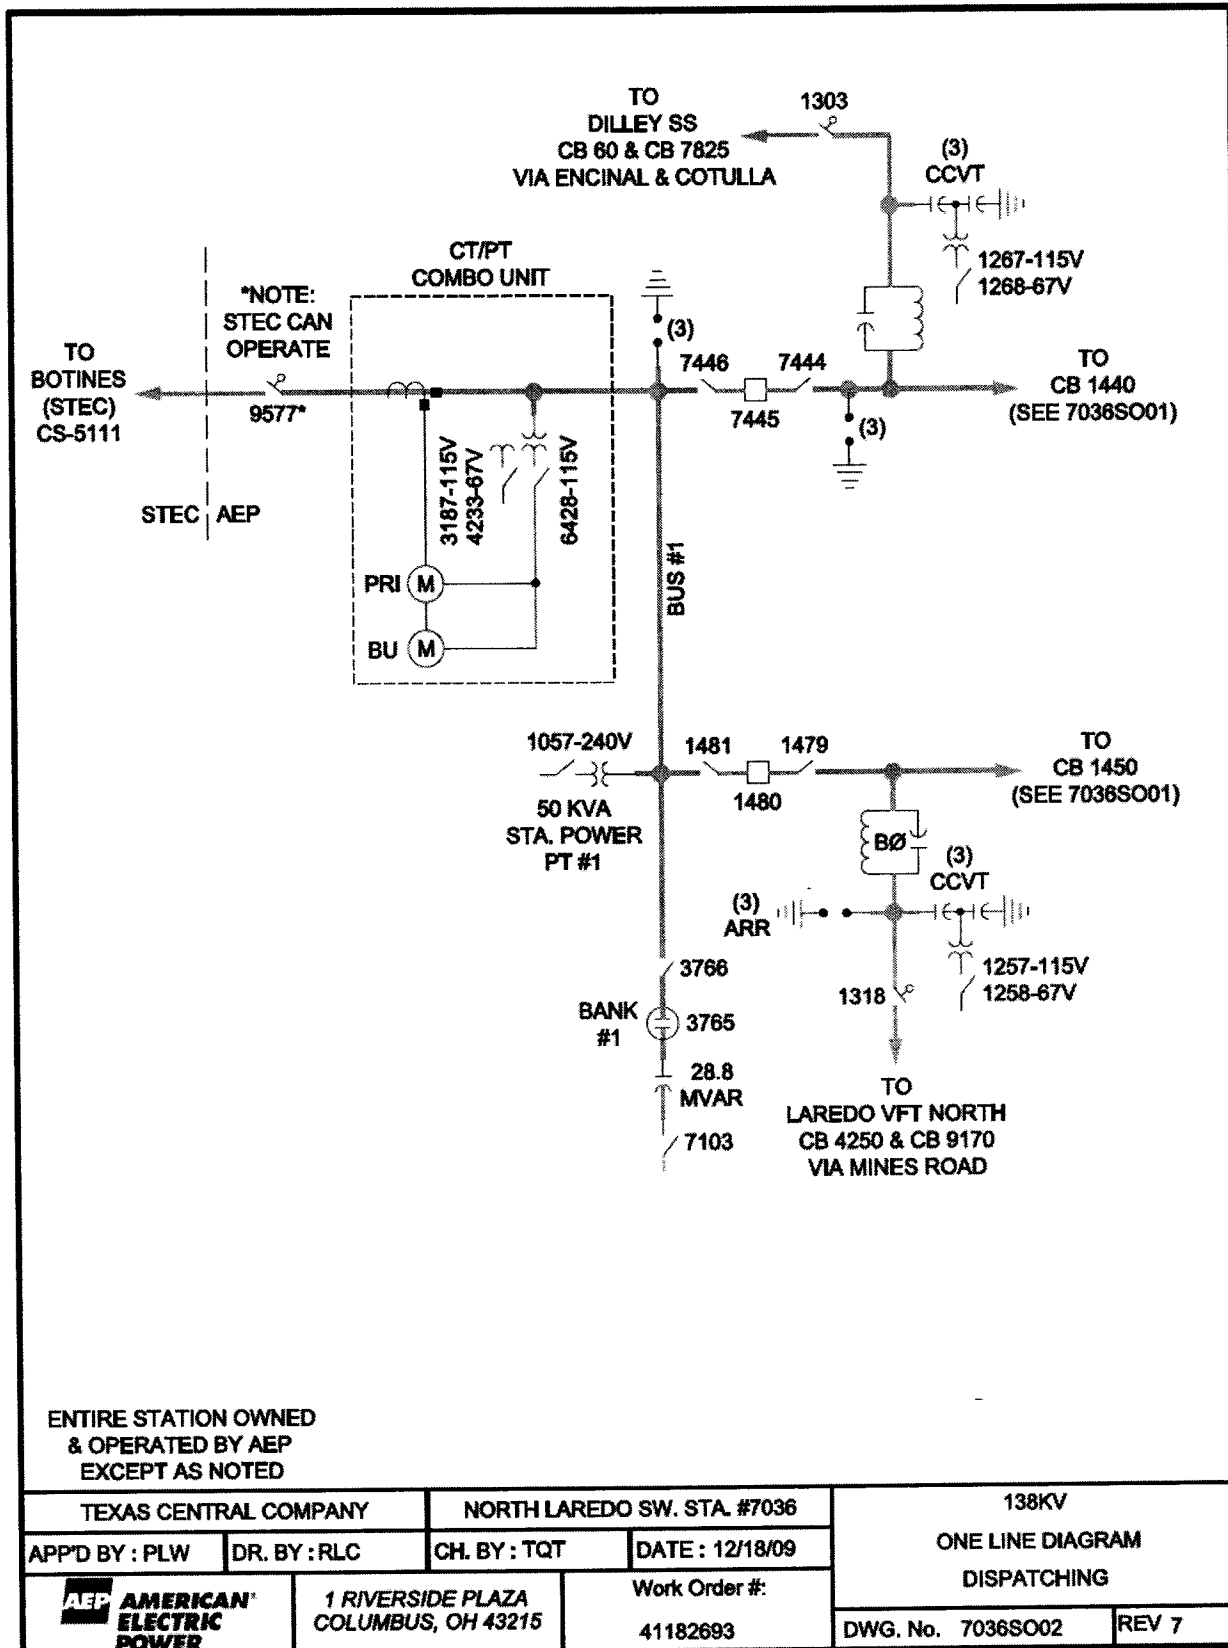 TO
DILLEY SS
CB 60 & CB 7825
VIA ENCINAL & COTULLA
1303
(3)
CCVT
1267-115V
1268-67V
CT/PT
COMBO UNIT
*NOTE:
STEC CAN
OPERATE
TO
BOTINES
(STEC)
CS-5111
9577*
STEC
AEP
(3)
7446
7444
7445
(3)
TO
CB 1440
(SEE 7036SO01)
3187-115V
4233-67V
6428-115V
PRI
M
BU
M
BUS #1
1057-240V
50 KVA
STA. POWER
PT #1
1481
1479
1480
TO
CB 1450
(SEE 7036SO01)
BØ
(3)
CCVT
(3)
ARR
1257-115V
1258-67V
1318
3766
BANK
#1
3765
28.8
MVAR
7103
TO
LAREDO VFT NORTH
CB 4250 & CB 9170
VIA MINES ROAD
ENTIRE STATION OWNED
& OPERATED BY AEP
EXCEPT AS NOTED
TEXAS CENTRAL COMPANY
NORTH LAREDO SW. STA. #7036
138KV
ONE LINE DIAGRAM
DISPATCHING
APP'D BY : PLW
DR. BY : RLC
CH. BY : TQT
DATE : 12/18/09
AEP
AMERICAN®
ELECTRIC
POWER
1 RIVERSIDE PLAZA
COLUMBUS, OH 43215
Work Order #:
41182693
DWG. No. 7036SO02
REV 7